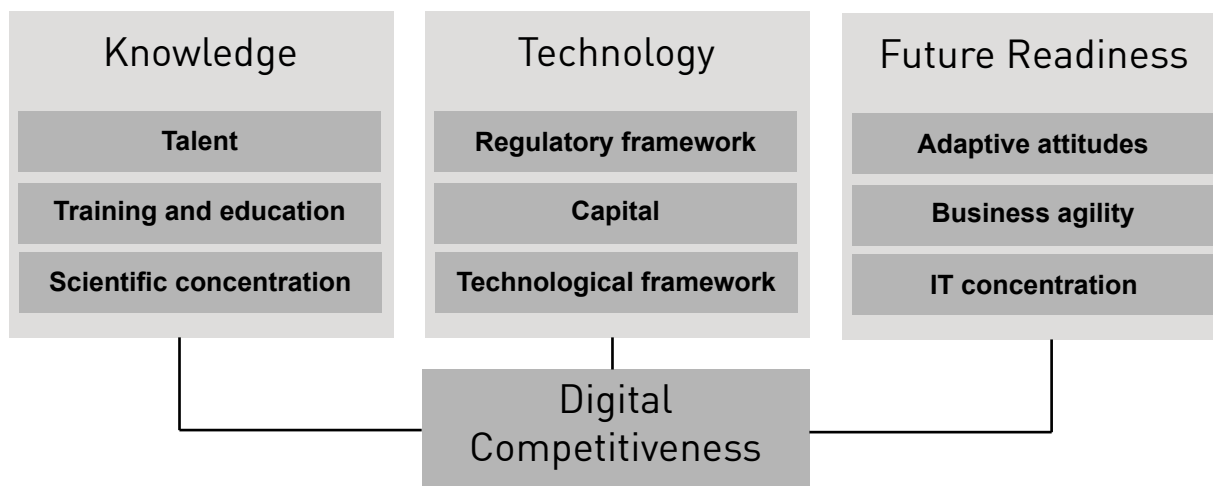 Knowledge
Talent
Training and education
Scientific concentration
Technology
Regulatory framework
Capital
Technological framework
Future Readiness
Adaptive attitudes
Business agility
IT concentration
Digital
Competitiveness